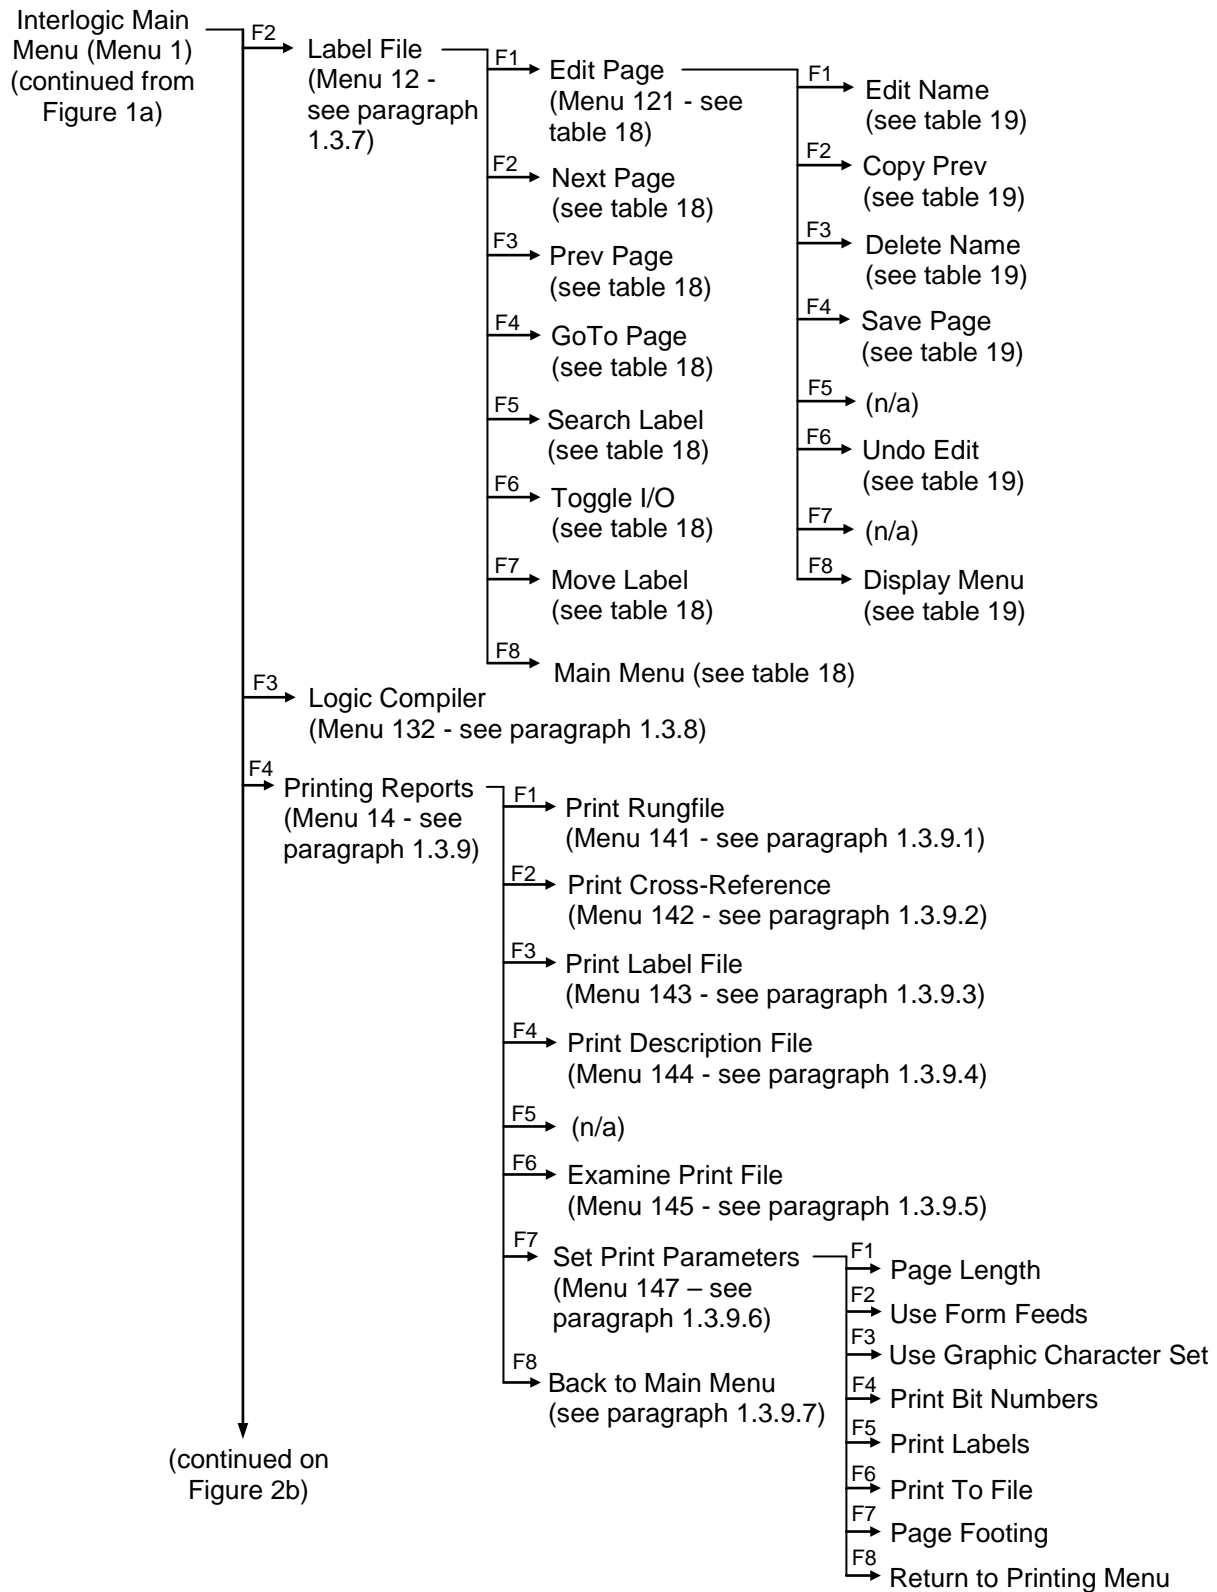 Interlogic Main
Menu (Menu 1)
(continued from
Figure 1a)
F2
Label File
(Menu 12 -
see paragraph
1.3.7)
F1
Edit Page
(Menu 121 - see
table 18)
F1
Edit Name
(see table 19)
F2
Copy Prev
(see table 19)
F3
Delete Name
(see table 19)
F4
Save Page
(see table 19)
F5
(n/a)
F6
Undo Edit
(see table 19)
F7
(n/a)
F8
Display Menu
(see table 19)
F2
Next Page
(see table 18)
F3
Prev Page
(see table 18)
F4
GoTo Page
(see table 18)
F5
Search Label
(see table 18)
F6
Toggle I/O
(see table 18)
F7
Move Label
(see table 18)
F8
Main Menu (see table 18)
F3
Logic Compiler
(Menu 132 - see paragraph 1.3.8)
F4
Printing Reports
(Menu 14 - see
paragraph 1.3.9)
F1
Print Rungfile
(Menu 141 - see paragraph 1.3.9.1)
F2
Print Cross-Reference
(Menu 142 - see paragraph 1.3.9.2)
F3
Print Label File
(Menu 143 - see paragraph 1.3.9.3)
F4
Print Description File
(Menu 144 - see paragraph 1.3.9.4)
F5
(n/a)
F6
Examine Print File
(Menu 145 - see paragraph 1.3.9.5)
F7
Set Print Parameters
(Menu 147 – see
paragraph 1.3.9.6)
F1
Page Length
F2
Use Form Feeds
F3
Use Graphic Character Set
F4
Print Bit Numbers
F5
Print Labels
F6
Print To File
F7
Page Footing
F8
Return to Printing Menu
F8
Back to Main Menu
(see paragraph 1.3.9.7)
(continued on
Figure 2b)